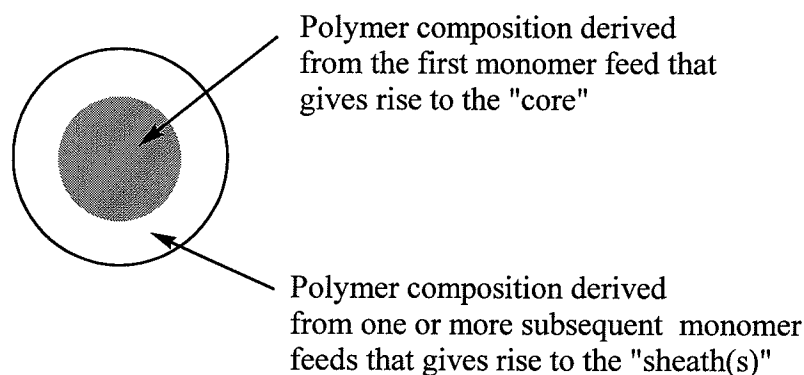 Polymer composition derived
from the first monomer feed that
gives rise to the "core"
Polymer composition derived
from one or more subsequent monomer
feeds that gives rise to the "sheath(s)"